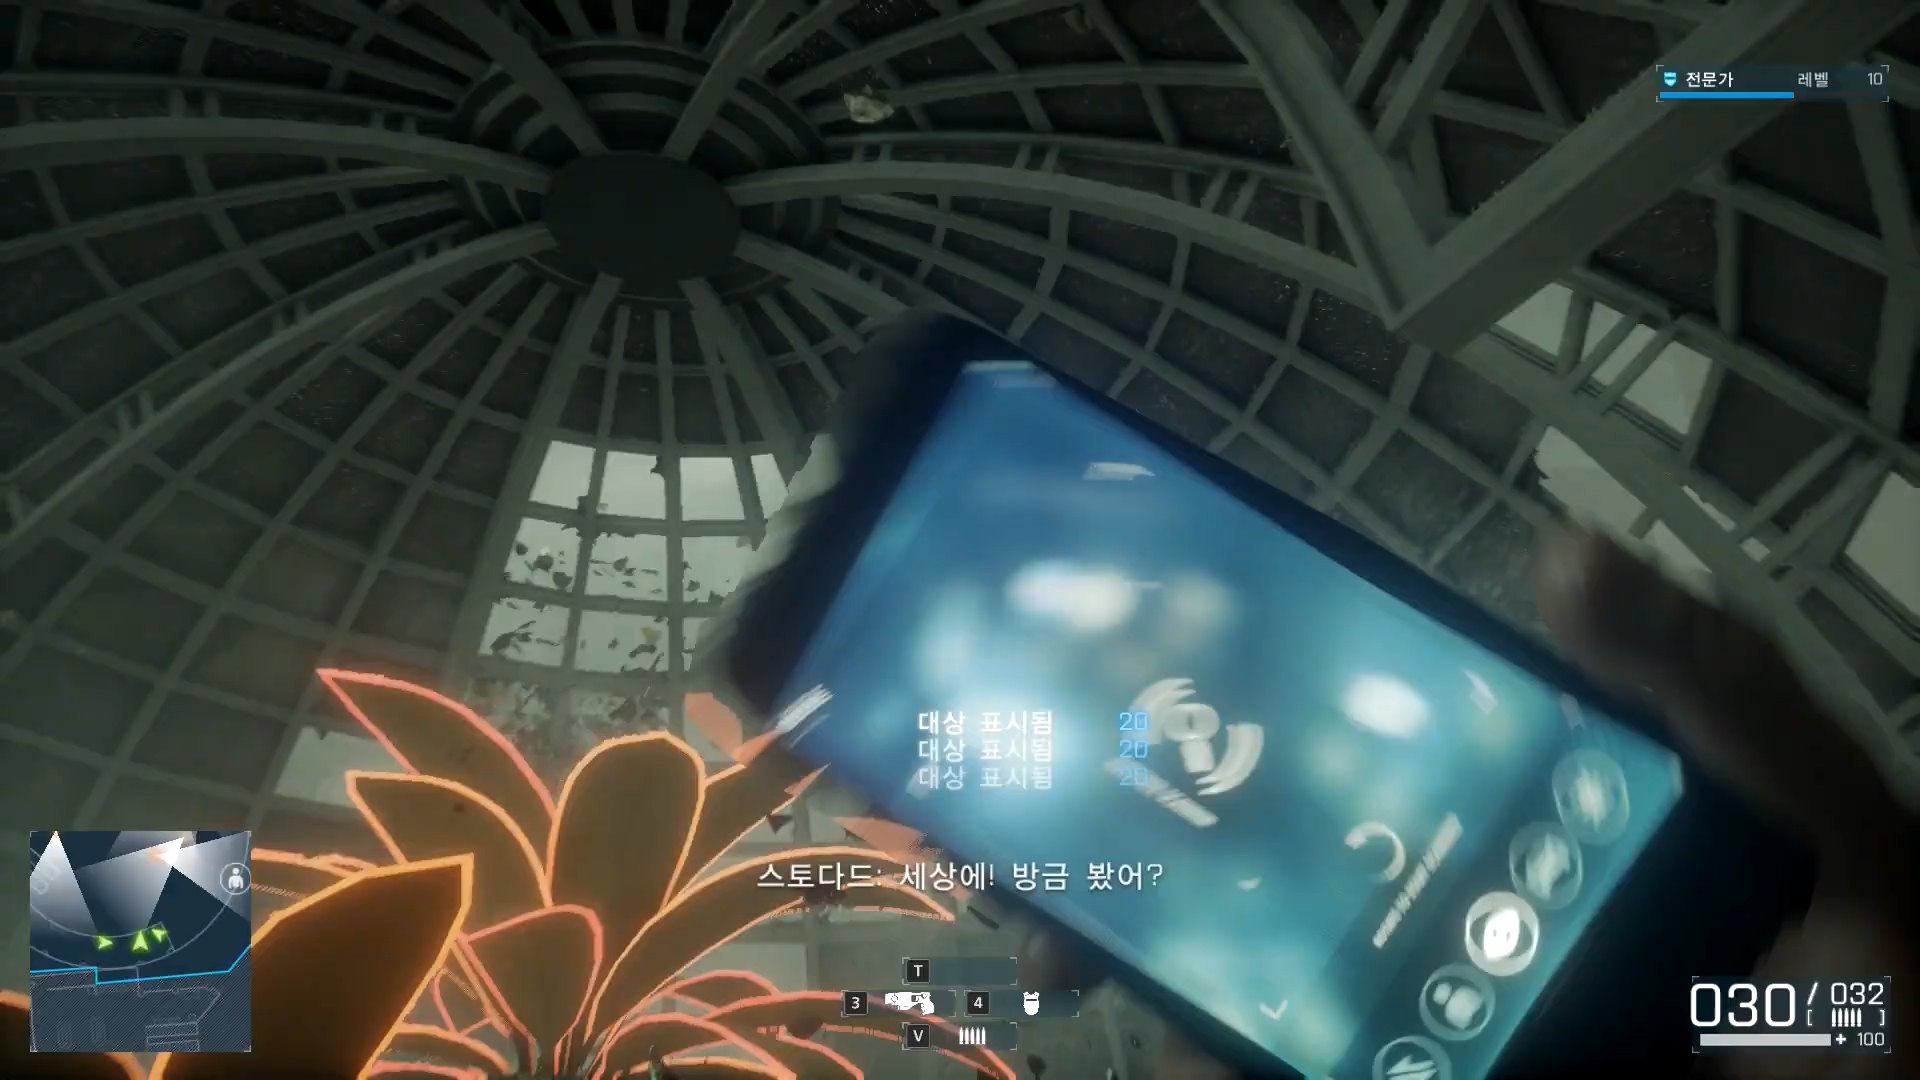 전문가 레벨 10
대상 표시됨 20
대상 표시됨 20
대상 표시됨 20
스토다드: 세상에! 방금 봤어?
T
3 4
V
030 / 032
+ 100